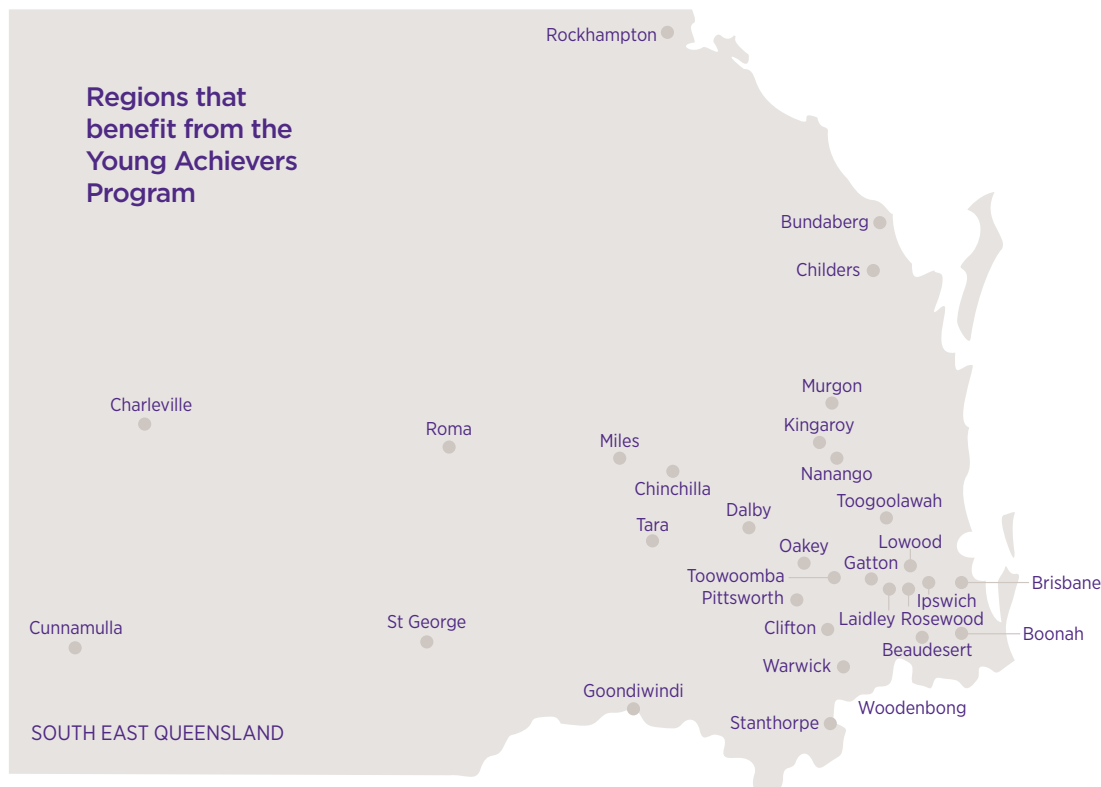 Rockhampton
Regions that
benefit from the
Young Achievers
Program
Bundaberg
Childers
Murgon
Charleville
Kingaroy
Roma
Miles
Nanango
Chinchilla
Toogoolawah
Dalby
Tara
Lowood
Oakey
Gatton
Toowoomba
Brisbane
Pittsworth
Ipswich
Laidley Rosewood
St George
Cunnamulla
Clifton
Boonah
Beaudesert
Warwick
Goondiwindi
Woodenbong
Stanthorpe
SOUTH EAST QUEENSLAND